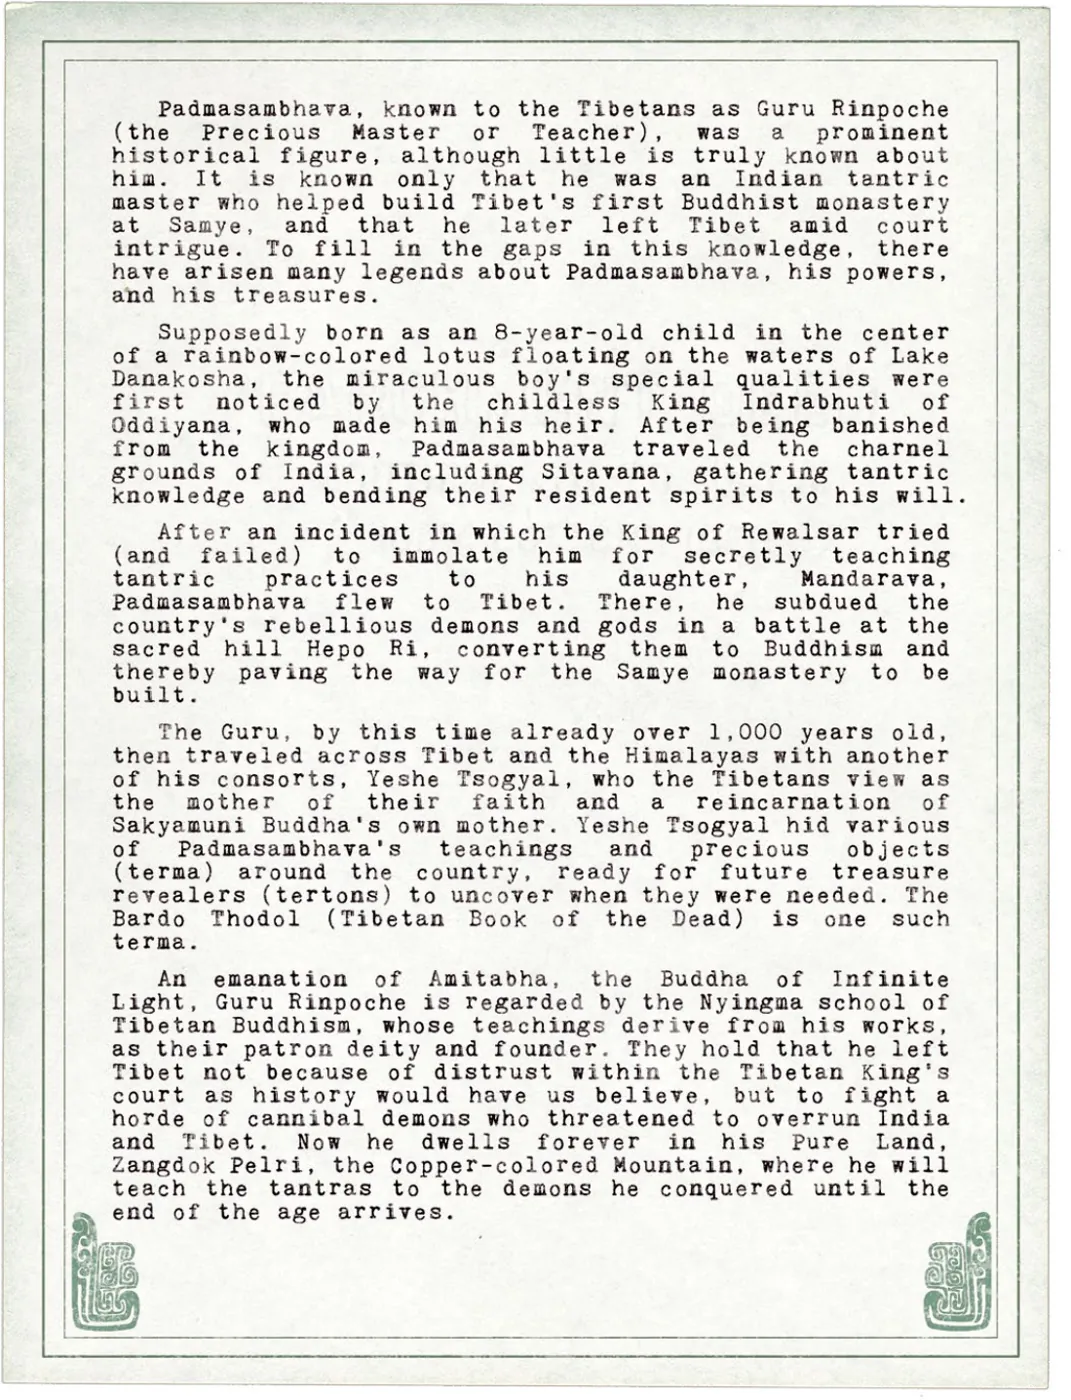 Padmasambhava, known to the Tibetans as Guru Rinpoche
(the Precious Master or Teacher), was a prominent
historical figure, although little is truly known about
him. It is known only that he was an Indian tantric
master who helped build Tibet's first Buddhist monastery
at Samye, and that he later left Tibet amid court
intrigue. To fill in the gaps in this knowledge, there
have arisen many legends about Padmasambhava, his powers,
and his treasures.
Supposedly born as an 8-year-old child in the center
of a rainbow-colored lotus floating on the waters of Lake
Danakosha, the miraculous boy's special qualities were
first noticed by the childless King Indrabhuti of
Oddiyana, who made him his heir. After being banished
from the kingdom, Padmasambhava traveled the charnel
grounds of India, including Sitavana, gathering tantric
knowledge and bending their resident spirits to his will.
After an incident in which the King of Rewalsar tried
(and failed) to immolate him for secretly teaching
tantric practices to his daughter, Mandarava,
Padmasambhava flew to Tibet. There, he subdued the
country's rebellious demons and gods in a battle at the
sacred hill Hepo Ri, converting them to Buddhism and
thereby paving the way for the Samye monastery to be
built.
The Guru, by this time already over 1,000 years old,
then traveled across Tibet and the Himalayas with another
of his consorts, Yeshe Tsogyal, who the Tibetans view as
the mother of their faith and a reincarnation of
Sakyamuni Buddha's own mother. Yeshe Tsogyal hid various
of Padmasambhava's teachings and precious objects
(terma) around the country, ready for future treasure
revealers (tertons) to uncover when they were needed. The
Bardo Thodol (Tibetan Book of the Dead) is one such
terma.
An emanation of Amitabha, the Buddha of Infinite
Light, Guru Rinpoche is regarded by the Nyingma school of
Tibetan Buddhism, whose teachings derive from his works,
as their patron deity and founder. They hold that he left
Tibet not because of distrust within the Tibetan King's
court as history would have us believe, but to fight a
horde of cannibal demons who threatened to overrun India
and Tibet. Now he dwells forever in his Pure Land,
Zangdok Pelri, the Copper-colored Mountain, where he will
teach the tantras to the demons he conquered until the
end of the age arrives.